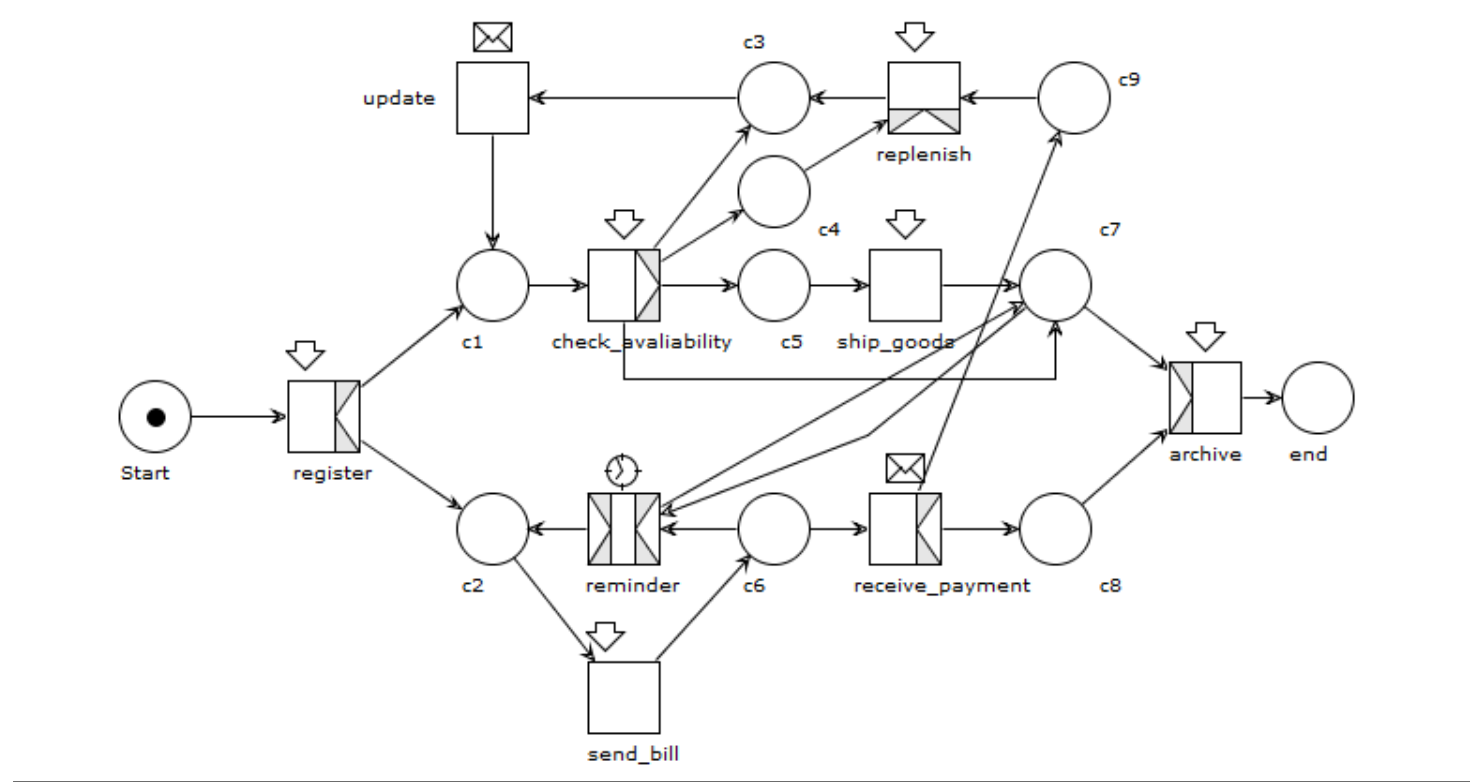 c3
c9
update
replenish
c4
c7
c1
check_avaliability
c5
ship_goods
Start
register
archive
end
c2
reminder
c6
receive_payment
c8
send_bill